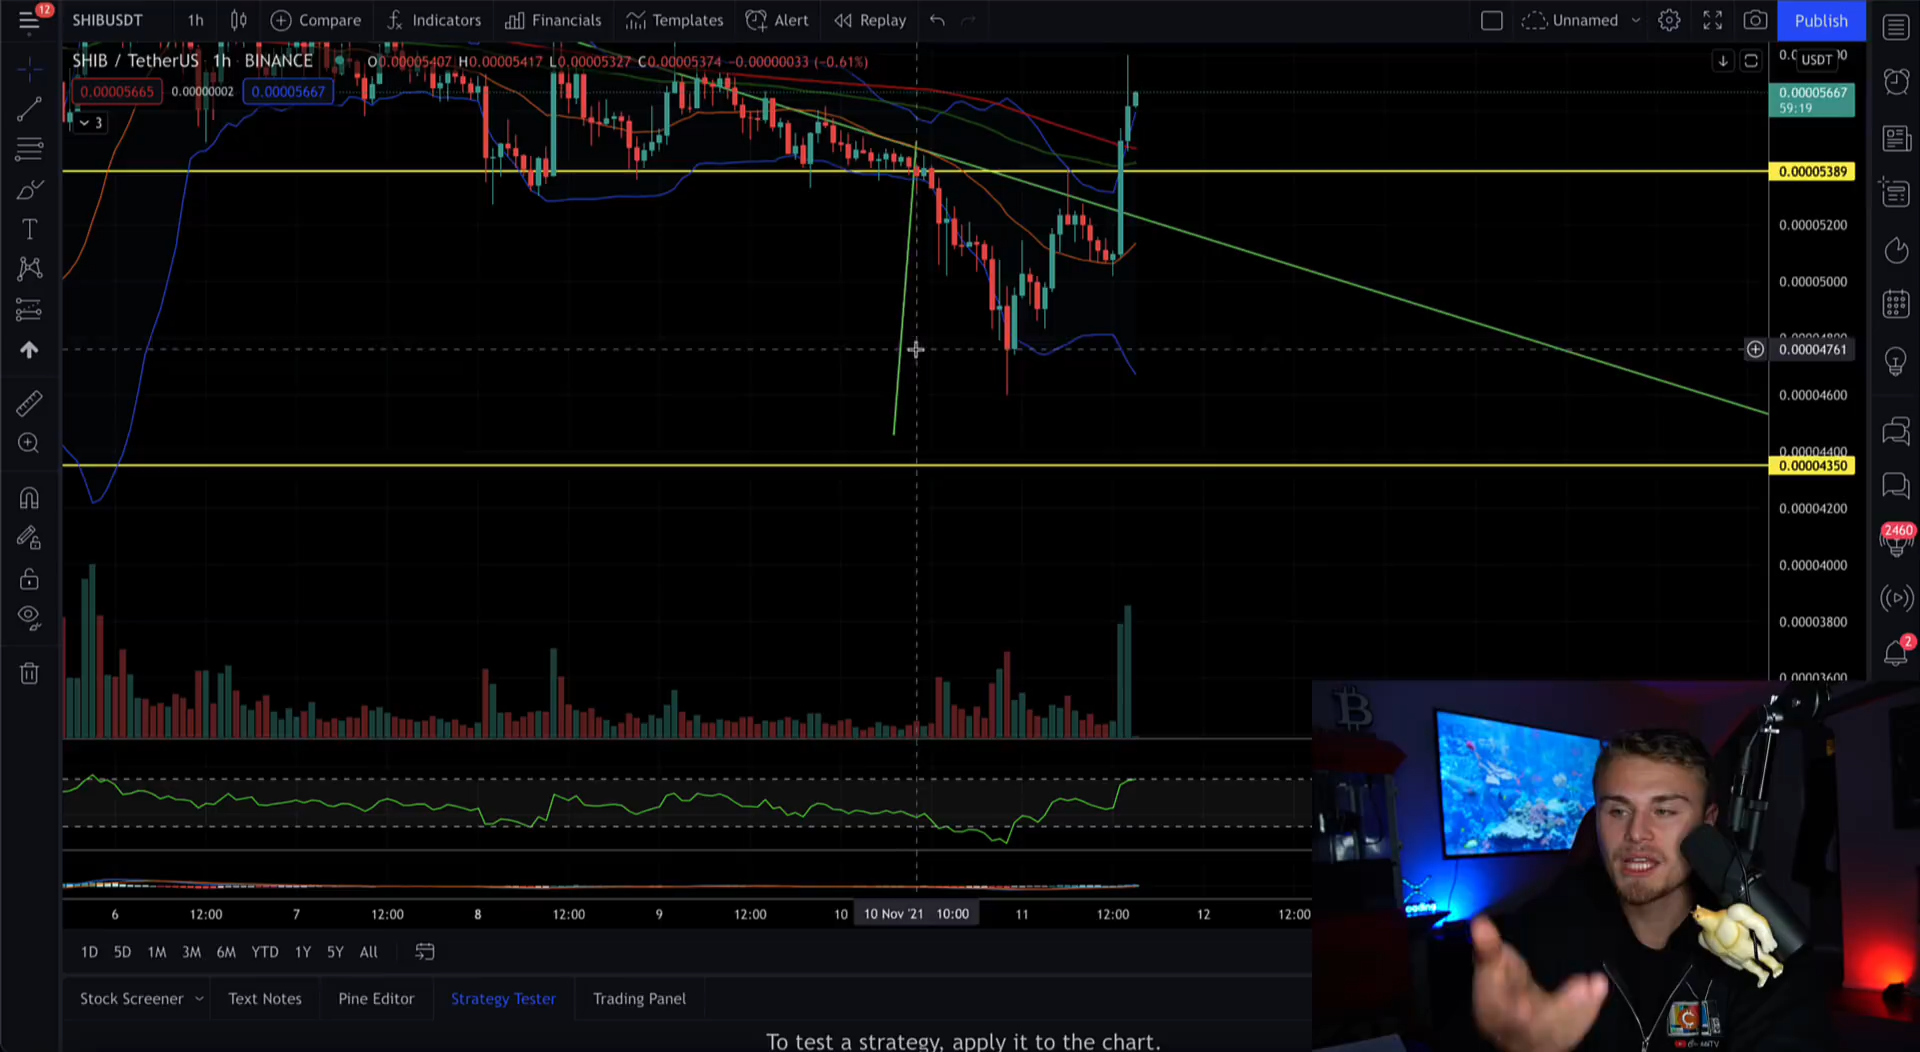 12
SHIBUSDT 1h Compare Indicators Financials Templates Alert Replay Unnamed Publish
SHIB / TetherUS · 1h · BINANCE O0.00005407 H0.00005417 L0.00005327 C0.00005374 −0.00000033 (−0.61%)
USDT
0.00005665 0.00000002 0.00005667
3
0.00005667
59:19
0.00005389
0.00005200
0.00005000
0.00004761
0.00004600
0.00004400
0.00004350
0.00004200
0.00004000
0.00003800
0.00003600
2460
2
6 12:00 7 12:00 8 12:00 9 12:00 10 10 Nov '21 10:00 11 12:00 12 12:00
1D 5D 1M 3M 6M YTD 1Y 5Y All
Stock Screener Text Notes Pine Editor Strategy Tester Trading Panel
To test a strategy, apply it to the chart.